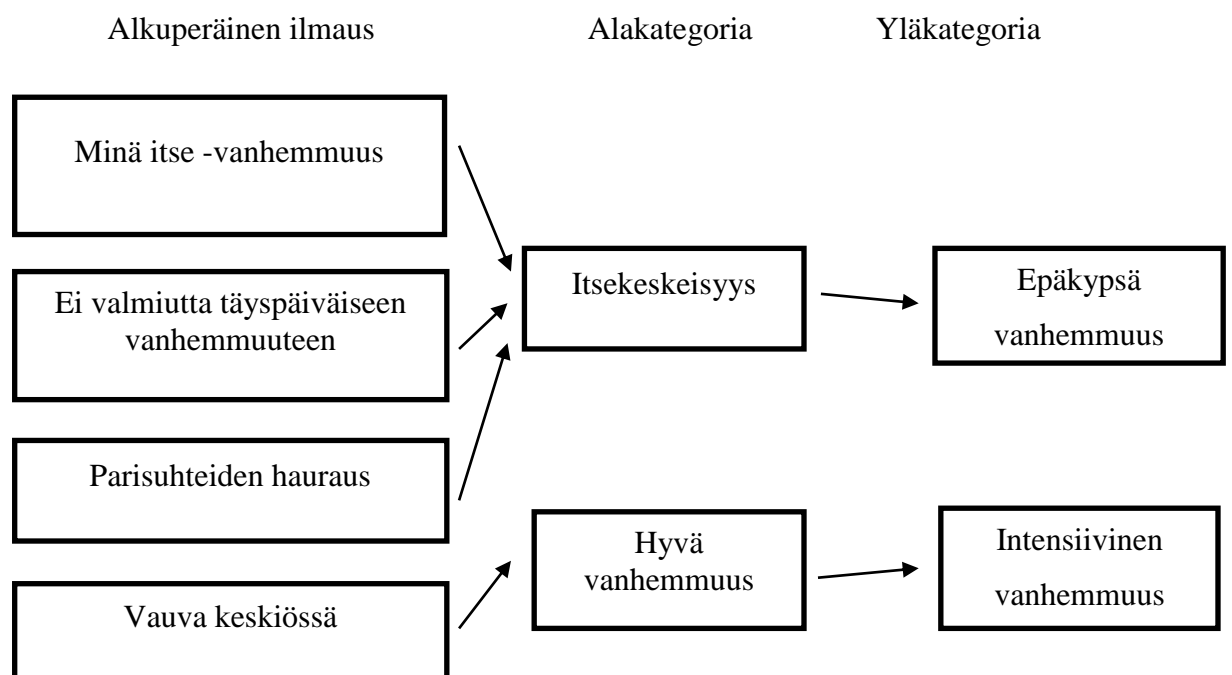 Alkuperäinen ilmaus Alakategoria Yläkategoria
Minä itse -vanhemmuus
Ei valmiutta täyspäiväiseen
vanhemmuuteen
Parisuhteiden hauraus
Vauva keskiössä
Itsekeskeisyys
Hyvä
vanhemmuus
Epäkypsä
vanhemmuus
Intensiivinen
vanhemmuus